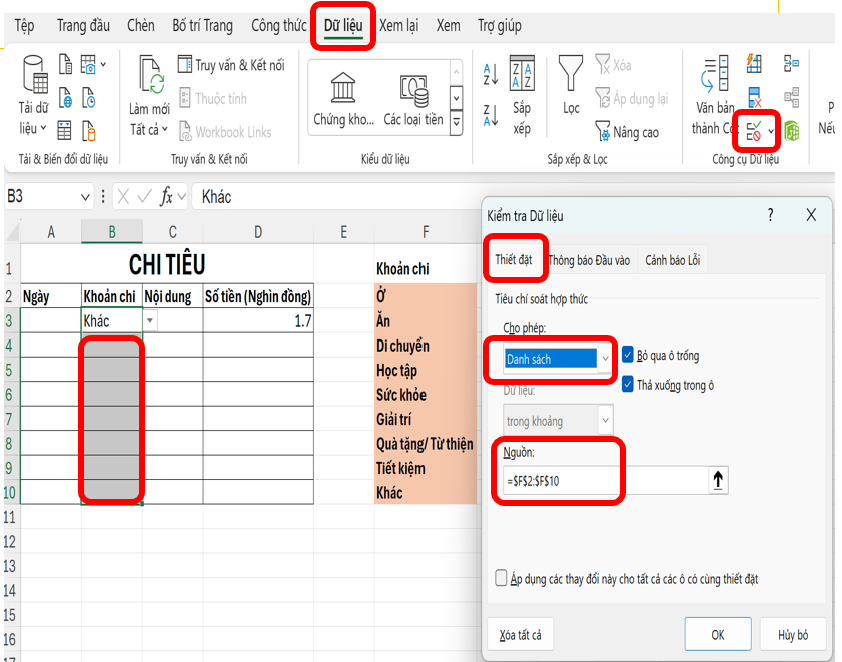 Tệp Trang đầu Chèn Bố trí Trang Công thức Dữ liệu Xem lại Xem Trợ giúp
Tải dữ liệu
Làm mới Tất cả
Truy vấn & Kết nối
Thuộc tính
Workbook Links
Chứng kho... Các loại tiền
Sắp xếp
Lọc
Xóa
Áp dụng lại
Nâng cao
Văn bản thành Cộ
Tải & Biến đổi dữ liệu Truy vấn & Kết nối Kiểu dữ liệu Sắp xếp & Lọc Công cụ Dữ liệu
B3 fx Khác
A B C D E F
1 CHI TIÊU Khoản chi
2 Ngày Khoản chi Nội dung Số tiền (Nghìn đồng) Ở
3 Khác 1.7 Ăn
4 Di chuyển
5 Học tập
6 Sức khỏe
7 Giải trí
8 Quà tặng/ Từ thiện
9 Tiết kiệm
10 Khác
11
12
13
14
15
16
Kiểm tra Dữ liệu ? X
Thiết đặt Thông báo Đầu vào Cảnh báo Lỗi
Tiêu chí soát hợp thức
Cho phép:
Danh sách Bỏ qua ô trống
Dữ liệu: Thả xuống trong ô
trong khoảng
Nguồn:
=$F$2:$F$10
Áp dụng các thay đổi này cho tất cả các ô có cùng thiết đặt
Xóa tất cả OK Hủy bỏ